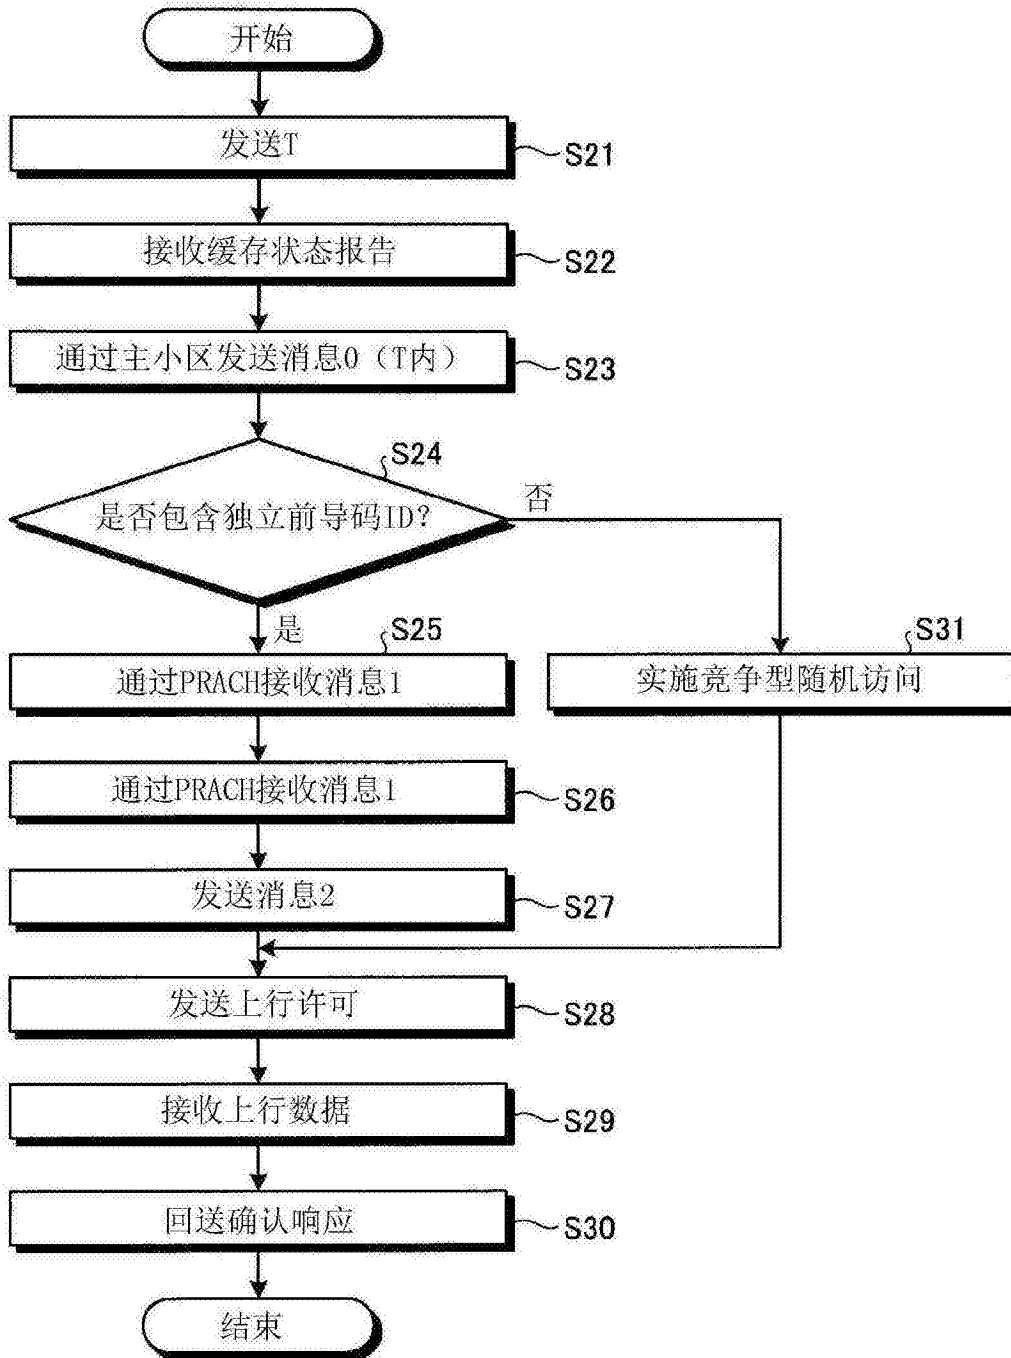 开始
发送T
S21
接收缓存状态报告
S22
通过主小区发送消息0（T内）
S23
S24
是否包含独立前导码ID？
否
是
S25
通过PRACH接收消息1
S31
实施竞争型随机访问
通过PRACH接收消息1
S26
发送消息2
S27
发送上行许可
S28
接收上行数据
S29
回送确认响应
S30
结束